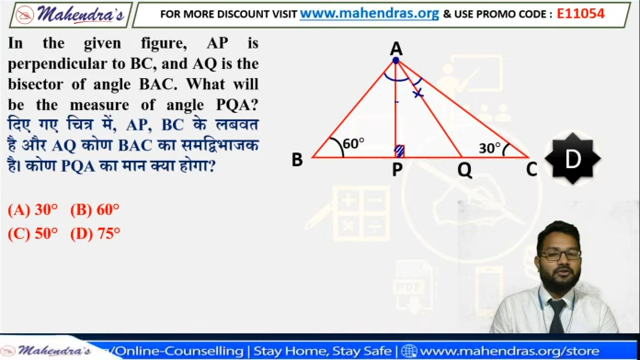 Mahendra's
FOR MORE DISCOUNT VISIT www.mahendras.org & USE PROMO CODE : E11054
In the given figure, AP is
perpendicular to BC, and AQ is the
bisector of angle BAC. What will
be the measure of angle PQA?
दिए गए चित्र में, AP, BC के लबवत
है और AQ कोण BAC का समद्विभाजक
है। कोण PQA का मान क्या होगा?
(A) 30° (B) 60°
(C) 50° (D) 75°
A
x
60°
30°
B
P
Q
C
D
PDF
Mahendra's
/Online-Counselling | Stay Home, Stay Safe | www.mahendras.org/store